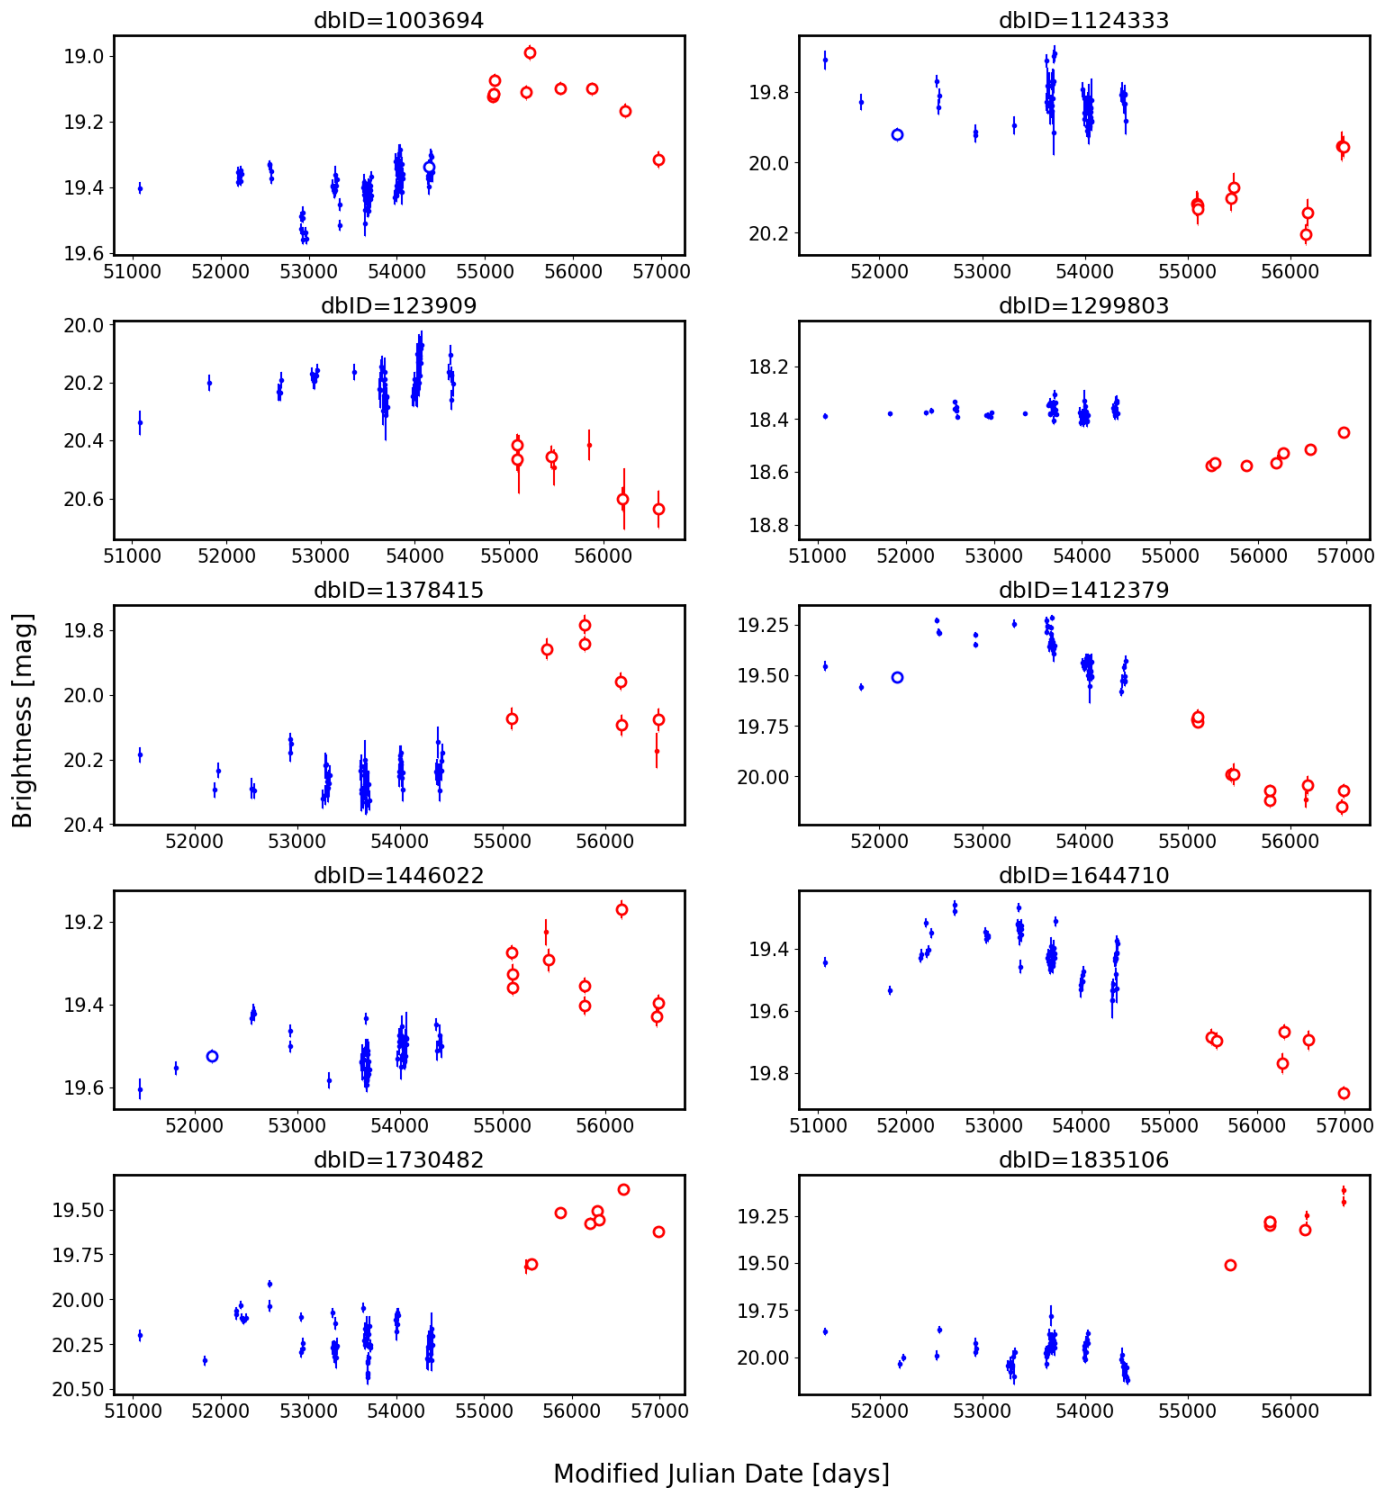 dbID=1003694
19.0
19.2
19.4
19.6
51000 52000 53000 54000 55000 56000 57000
dbID=1124333
19.8
20.0
20.2
52000 53000 54000 55000 56000
dbID=123909
20.0
20.2
20.4
20.6
51000 52000 53000 54000 55000 56000
dbID=1299803
18.2
18.4
18.6
18.8
51000 52000 53000 54000 55000 56000 57000
dbID=1378415
19.8
20.0
20.2
20.4
52000 53000 54000 55000 56000
dbID=1412379
19.25
19.50
19.75
20.00
52000 53000 54000 55000 56000
dbID=1446022
19.2
19.4
19.6
52000 53000 54000 55000 56000
dbID=1644710
19.4
19.6
19.8
51000 52000 53000 54000 55000 56000 57000
dbID=1730482
19.50
19.75
20.00
20.25
20.50
51000 52000 53000 54000 55000 56000 57000
dbID=1835106
19.25
19.50
19.75
20.00
52000 53000 54000 55000 56000
Brightness [mag]
Modified Julian Date [days]